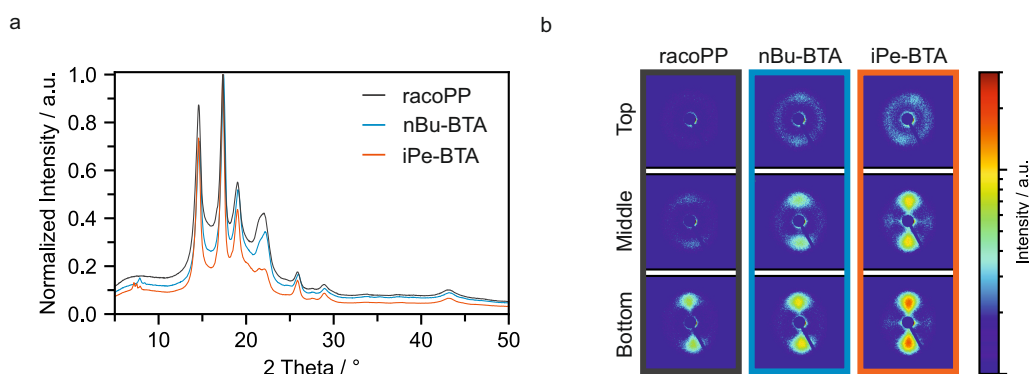 a
Normalized Intensity / a.u.
1.0
0.8
0.6
0.4
0.2
0.0
racoPP
nBu-BTA
iPe-BTA
10 20 30 40 50
2 Theta / °
b
racoPP nBu-BTA iPe-BTA
Top
Middle
Bottom
Intensity / a.u.